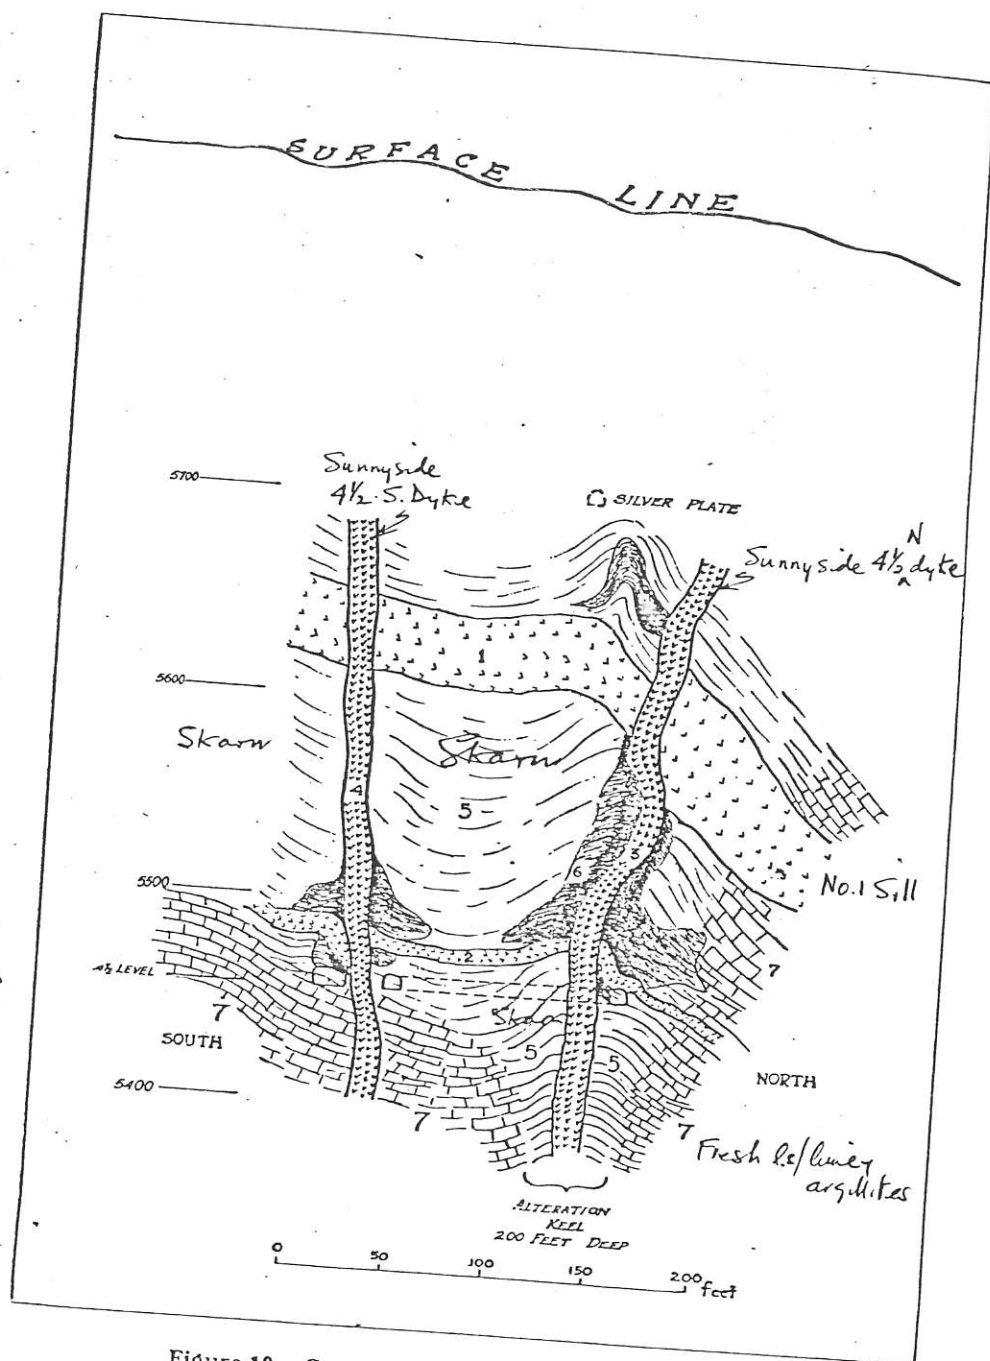 SURFACE LINE
5700
Sunnyside
4½ S. Dyke
SILVER PLATE
N
Sunnyside 4½ ^ dyke
1
5600
Skarn
Skarn
5
4
3
6
5500
No.1 Sill
2
7
4½ LEVEL
7
SOUTH
5
5
NORTH
5400
7
7
Fresh ls/limey
argillites
ALTERATION
KEEL
200 FEET DEEP
0 50 100 150 200 feet